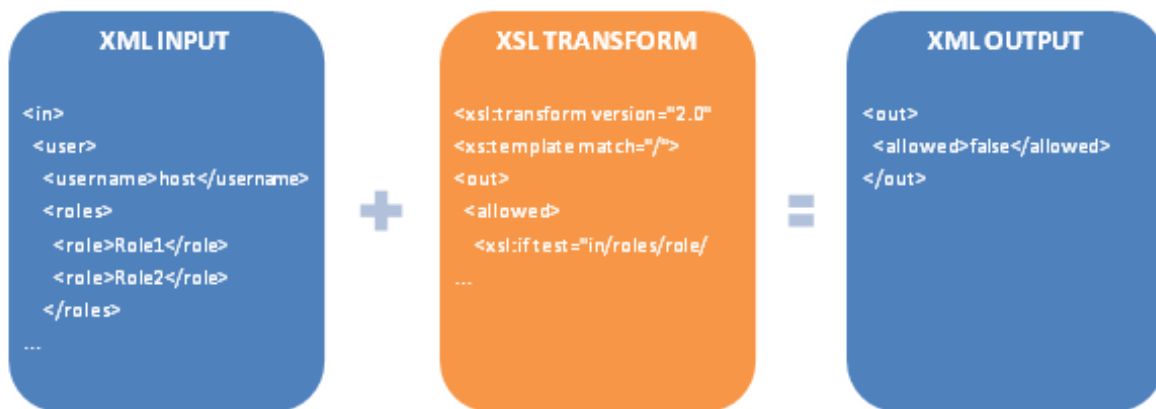 XML INPUT
<in>
<user>
<username>host</username>
<roles>
<role>Role1</role>
<role>Role2</role>
</roles>
...
+
XSL TRANSFORM
<xsl:transform version="2.0"
<xs:template match="/">
<out>
<allowed>
<xsl:if test="in/roles/role/
...
=
XML OUTPUT
<out>
<allowed>false</allowed>
</out>